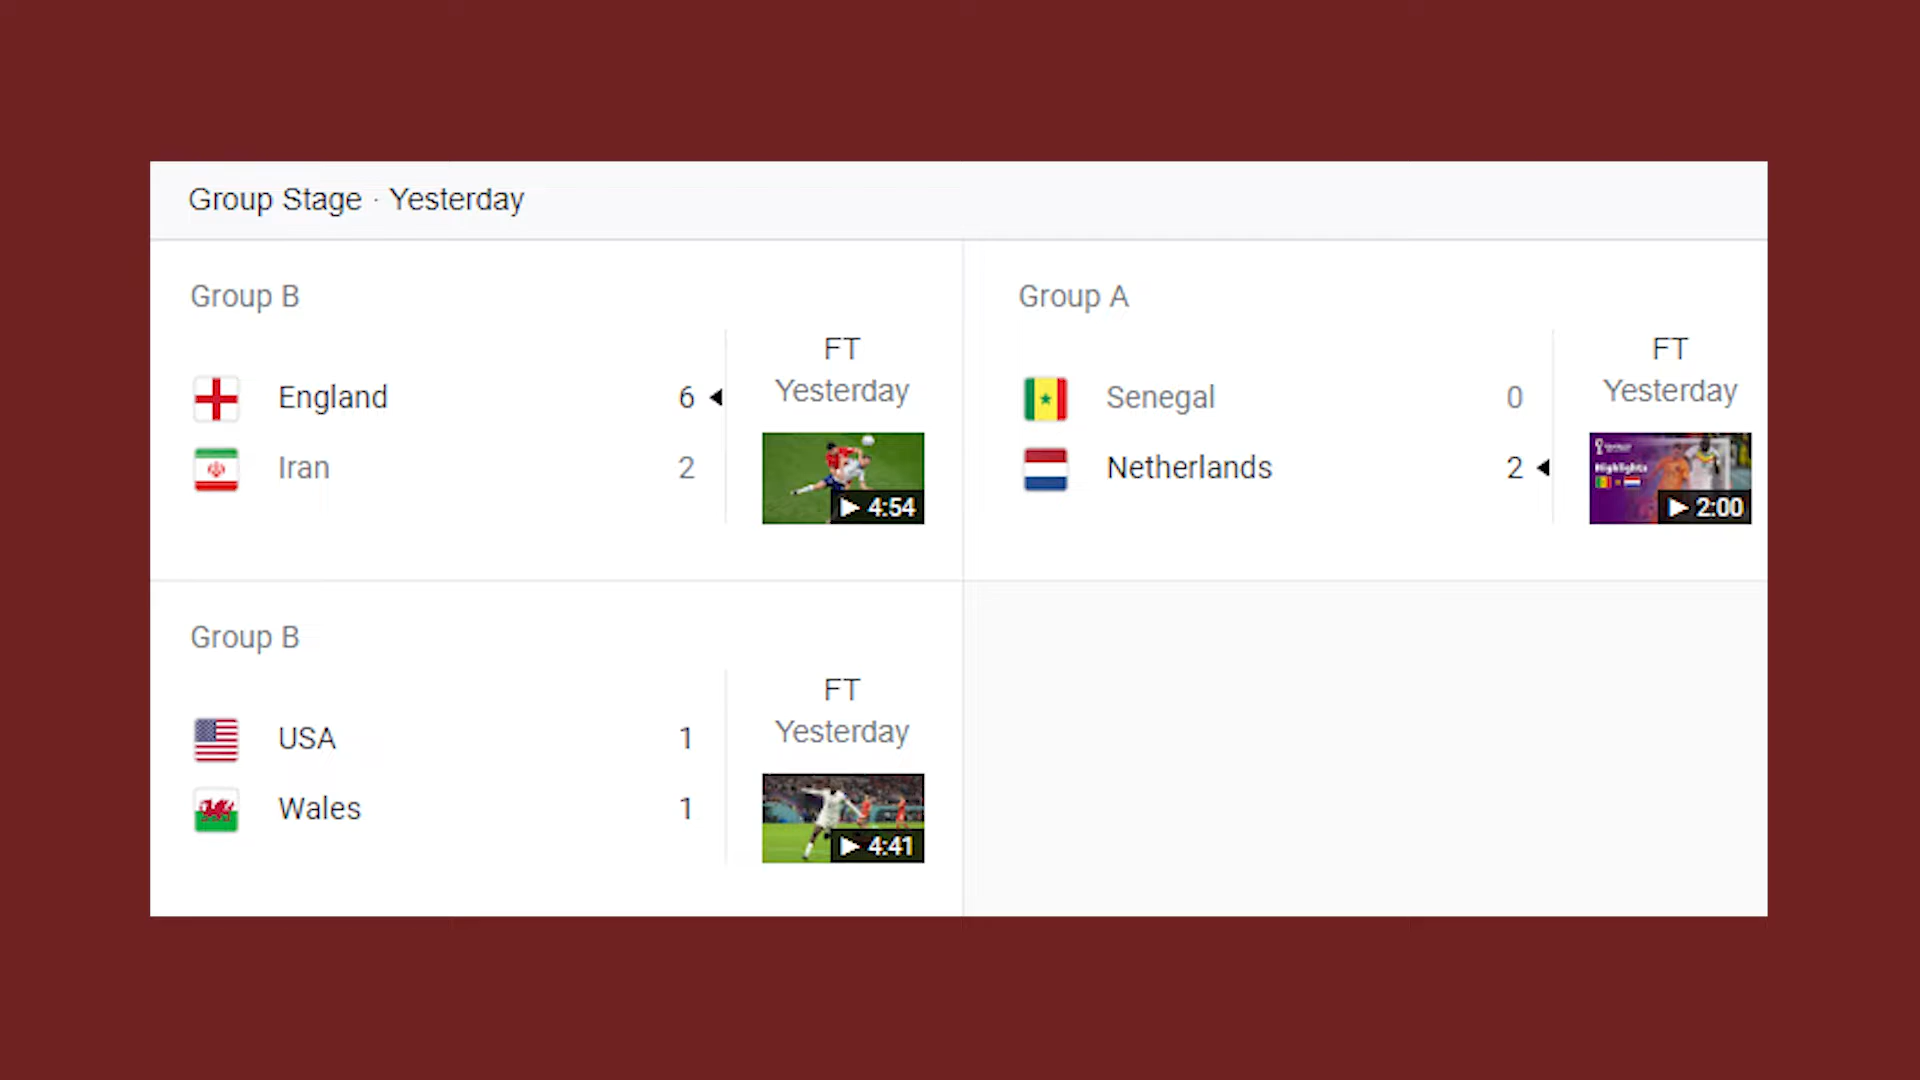 Group Stage · Yesterday
Group B
England 6
Iran 2
FT
Yesterday
4:54
Group A
Senegal 0
Netherlands 2
FT
Yesterday
Highlights
2:00
Group B
USA 1
Wales 1
FT
Yesterday
4:41